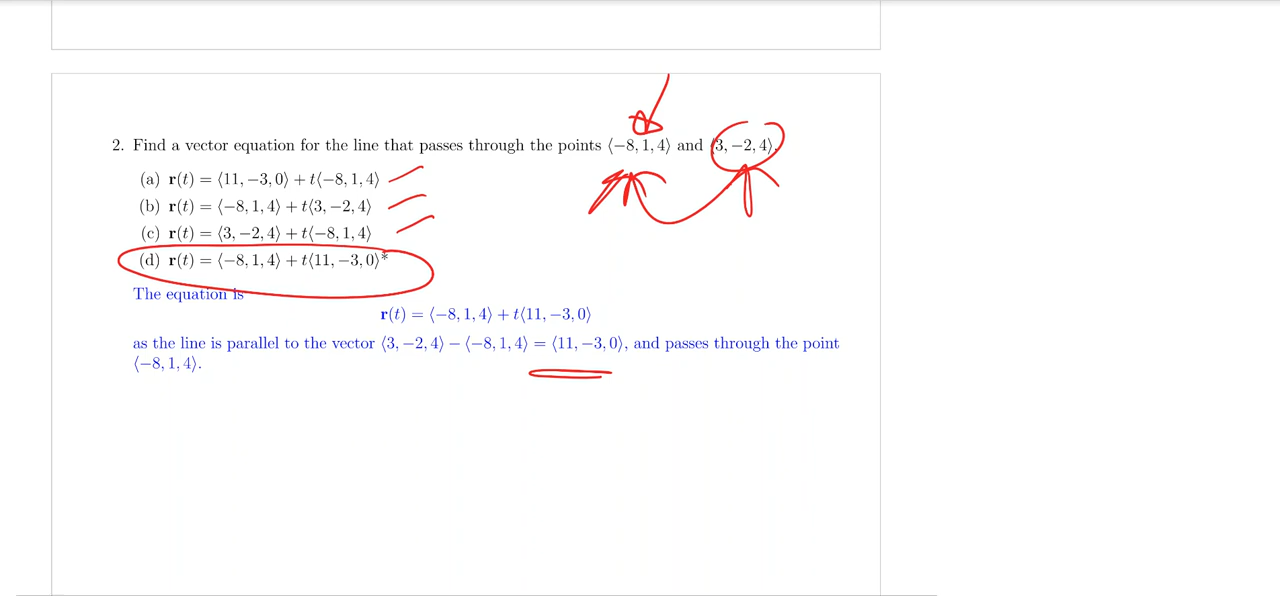 2. Find a vector equation for the line that passes through the points ⟨−8, 1, 4⟩ and ⟨3, −2, 4⟩.
(a) r(t) = ⟨11, −3, 0⟩ + t⟨−8, 1, 4⟩
(b) r(t) = ⟨−8, 1, 4⟩ + t⟨3, −2, 4⟩
(c) r(t) = ⟨3, −2, 4⟩ + t⟨−8, 1, 4⟩
(d) r(t) = ⟨−8, 1, 4⟩ + t⟨11, −3, 0⟩*
The equation is
r(t) = ⟨−8, 1, 4⟩ + t⟨11, −3, 0⟩
as the line is parallel to the vector ⟨3, −2, 4⟩ − ⟨−8, 1, 4⟩ = ⟨11, −3, 0⟩, and passes through the point
⟨−8, 1, 4⟩.